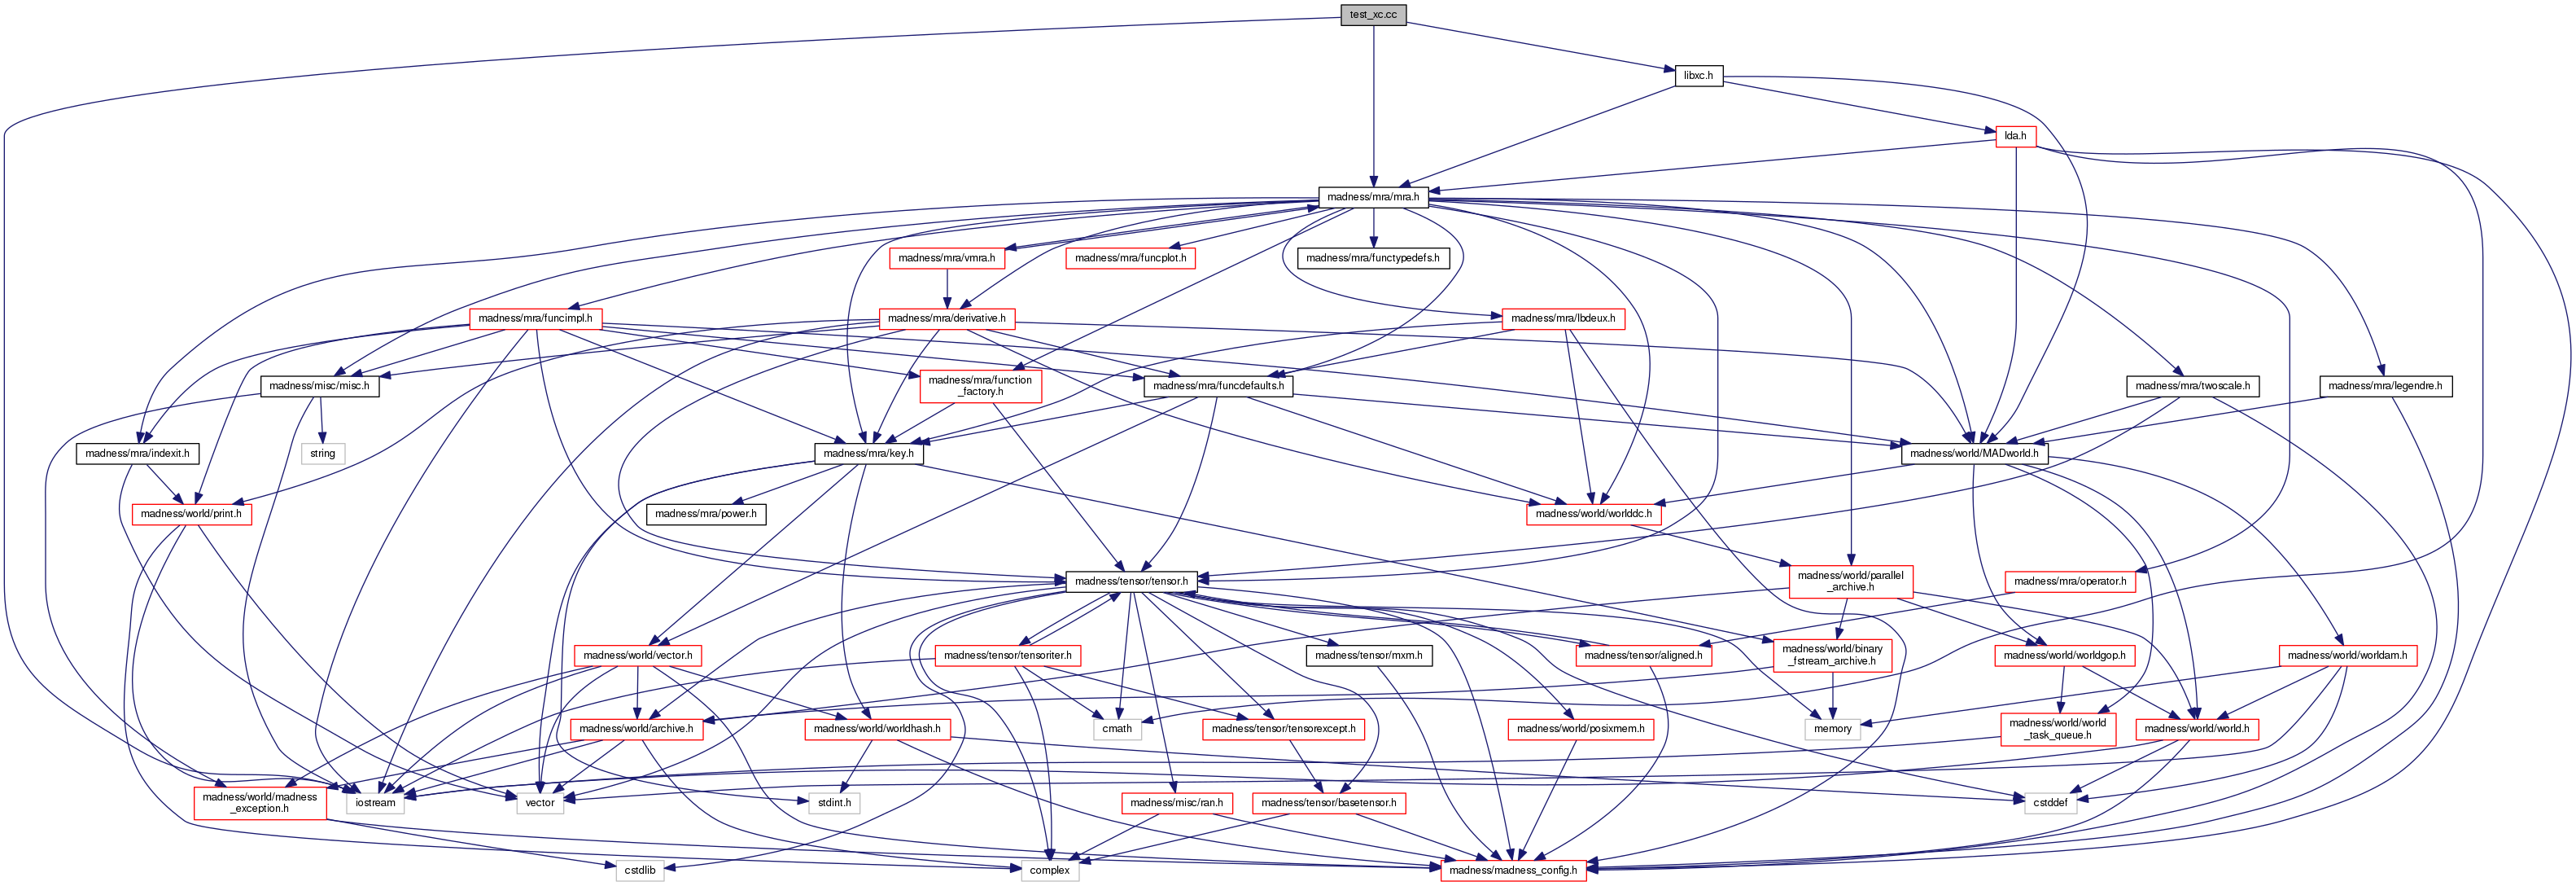 test_xc.cc
libxc.h
lda.h
madness/mra/mra.h
madness/mra/vmra.h
madness/mra/funcplot.h
madness/mra/functypedefs.h
madness/mra/funcimpl.h
madness/mra/derivative.h
madness/mra/lbdeux.h
madness/misc/misc.h
madness/mra/function
_factory.h
madness/mra/funcdefaults.h
madness/mra/twoscale.h
madness/mra/legendre.h
madness/mra/indexit.h
string
madness/mra/key.h
madness/world/MADworld.h
madness/world/print.h
madness/mra/power.h
madness/world/worlddc.h
madness/tensor/tensor.h
madness/world/parallel
_archive.h
madness/mra/operator.h
madness/world/vector.h
madness/tensor/tensoriter.h
madness/tensor/mxm.h
madness/tensor/aligned.h
madness/world/binary
_fstream_archive.h
madness/world/worldgop.h
madness/world/worldam.h
madness/world/archive.h
madness/world/worldhash.h
cmath
madness/tensor/tensorexcept.h
madness/world/posixmem.h
memory
madness/world/world
_task_queue.h
madness/world/world.h
madness/world/madness
_exception.h
iostream
vector
stdint.h
madness/misc/ran.h
madness/tensor/basetensor.h
cstddef
cstdlib
complex
madness/madness_config.h